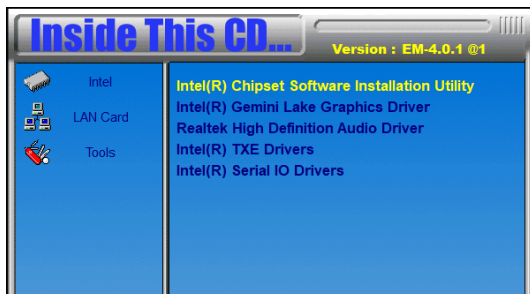 Inside This CD...
Version : EM-4.0.1 @1
Intel
LAN Card
Tools
Intel(R) Chipset Software Installation Utility
Intel(R) Gemini Lake Graphics Driver
Realtek High Definition Audio Driver
Intel(R) TXE Drivers
Intel(R) Serial IO Drivers